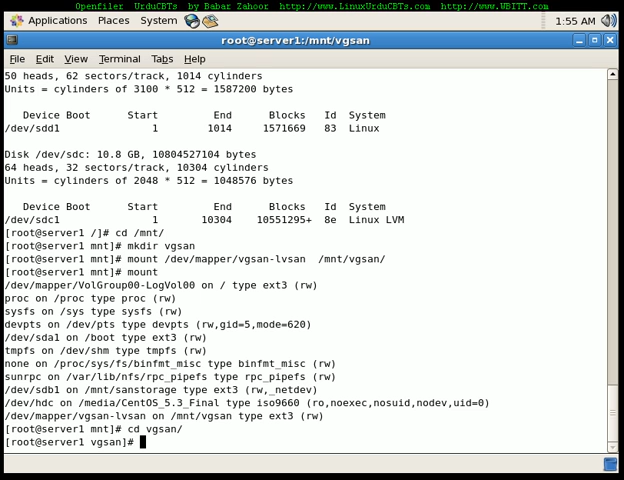 Openfiler UrduCBTs by Babar Zahoor http://www.LinuxUrduCBTs.com http://www.WBITT.com
Applications Places System 1:55 AM
root@server1:/mnt/vgsan
File Edit View Terminal Tabs Help
50 heads, 62 sectors/track, 1014 cylinders
Units = cylinders of 3100 * 512 = 1587200 bytes
Device Boot Start End Blocks Id System
/dev/sdd1 1 1014 1571669 83 Linux
Disk /dev/sdc: 10.8 GB, 10804527104 bytes
64 heads, 32 sectors/track, 10304 cylinders
Units = cylinders of 2048 * 512 = 1048576 bytes
Device Boot Start End Blocks Id System
/dev/sdc1 1 10304 10551295+ 8e Linux LVM
[root@server1 /]# cd /mnt/
[root@server1 mnt]# mkdir vgsan
[root@server1 mnt]# mount /dev/mapper/vgsan-lvsan /mnt/vgsan/
[root@server1 mnt]# mount
/dev/mapper/VolGroup00-LogVol00 on / type ext3 (rw)
proc on /proc type proc (rw)
sysfs on /sys type sysfs (rw)
devpts on /dev/pts type devpts (rw,gid=5,mode=620)
/dev/sda1 on /boot type ext3 (rw)
tmpfs on /dev/shm type tmpfs (rw)
none on /proc/sys/fs/binfmt_misc type binfmt_misc (rw)
sunrpc on /var/lib/nfs/rpc_pipefs type rpc_pipefs (rw)
/dev/sdb1 on /mnt/sanstorage type ext3 (rw,_netdev)
/dev/hdc on /media/CentOS_5.3_Final type iso9660 (ro,noexec,nosuid,nodev,uid=0)
/dev/mapper/vgsan-lvsan on /mnt/vgsan type ext3 (rw)
[root@server1 mnt]# cd vgsan/
[root@server1 vgsan]#